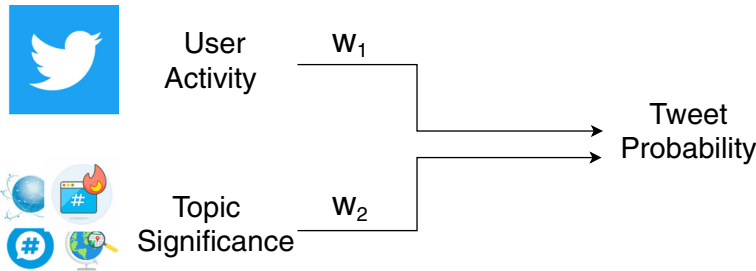 User
Activity
W₁
Tweet
Probability
#
#
Topic
Significance
W₂